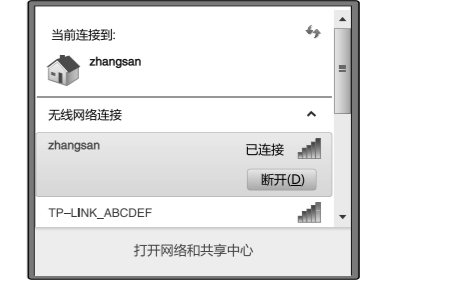 当前连接到:
zhangsan
无线网络连接
zhangsan
已连接
断开(D)
TP–LINK_ABCDEF
打开网络和共享中心